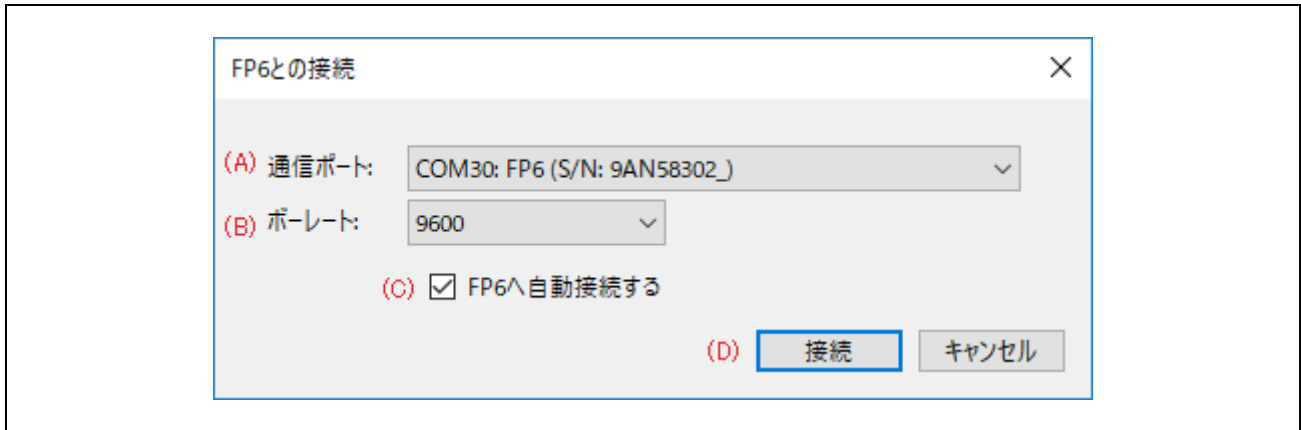 FP6との接続
(A) 通信ポート: COM30: FP6 (S/N: 9AN58302_)
(B) ボーレート: 9600
(C) FP6へ自動接続する
(D) 接続 キャンセル